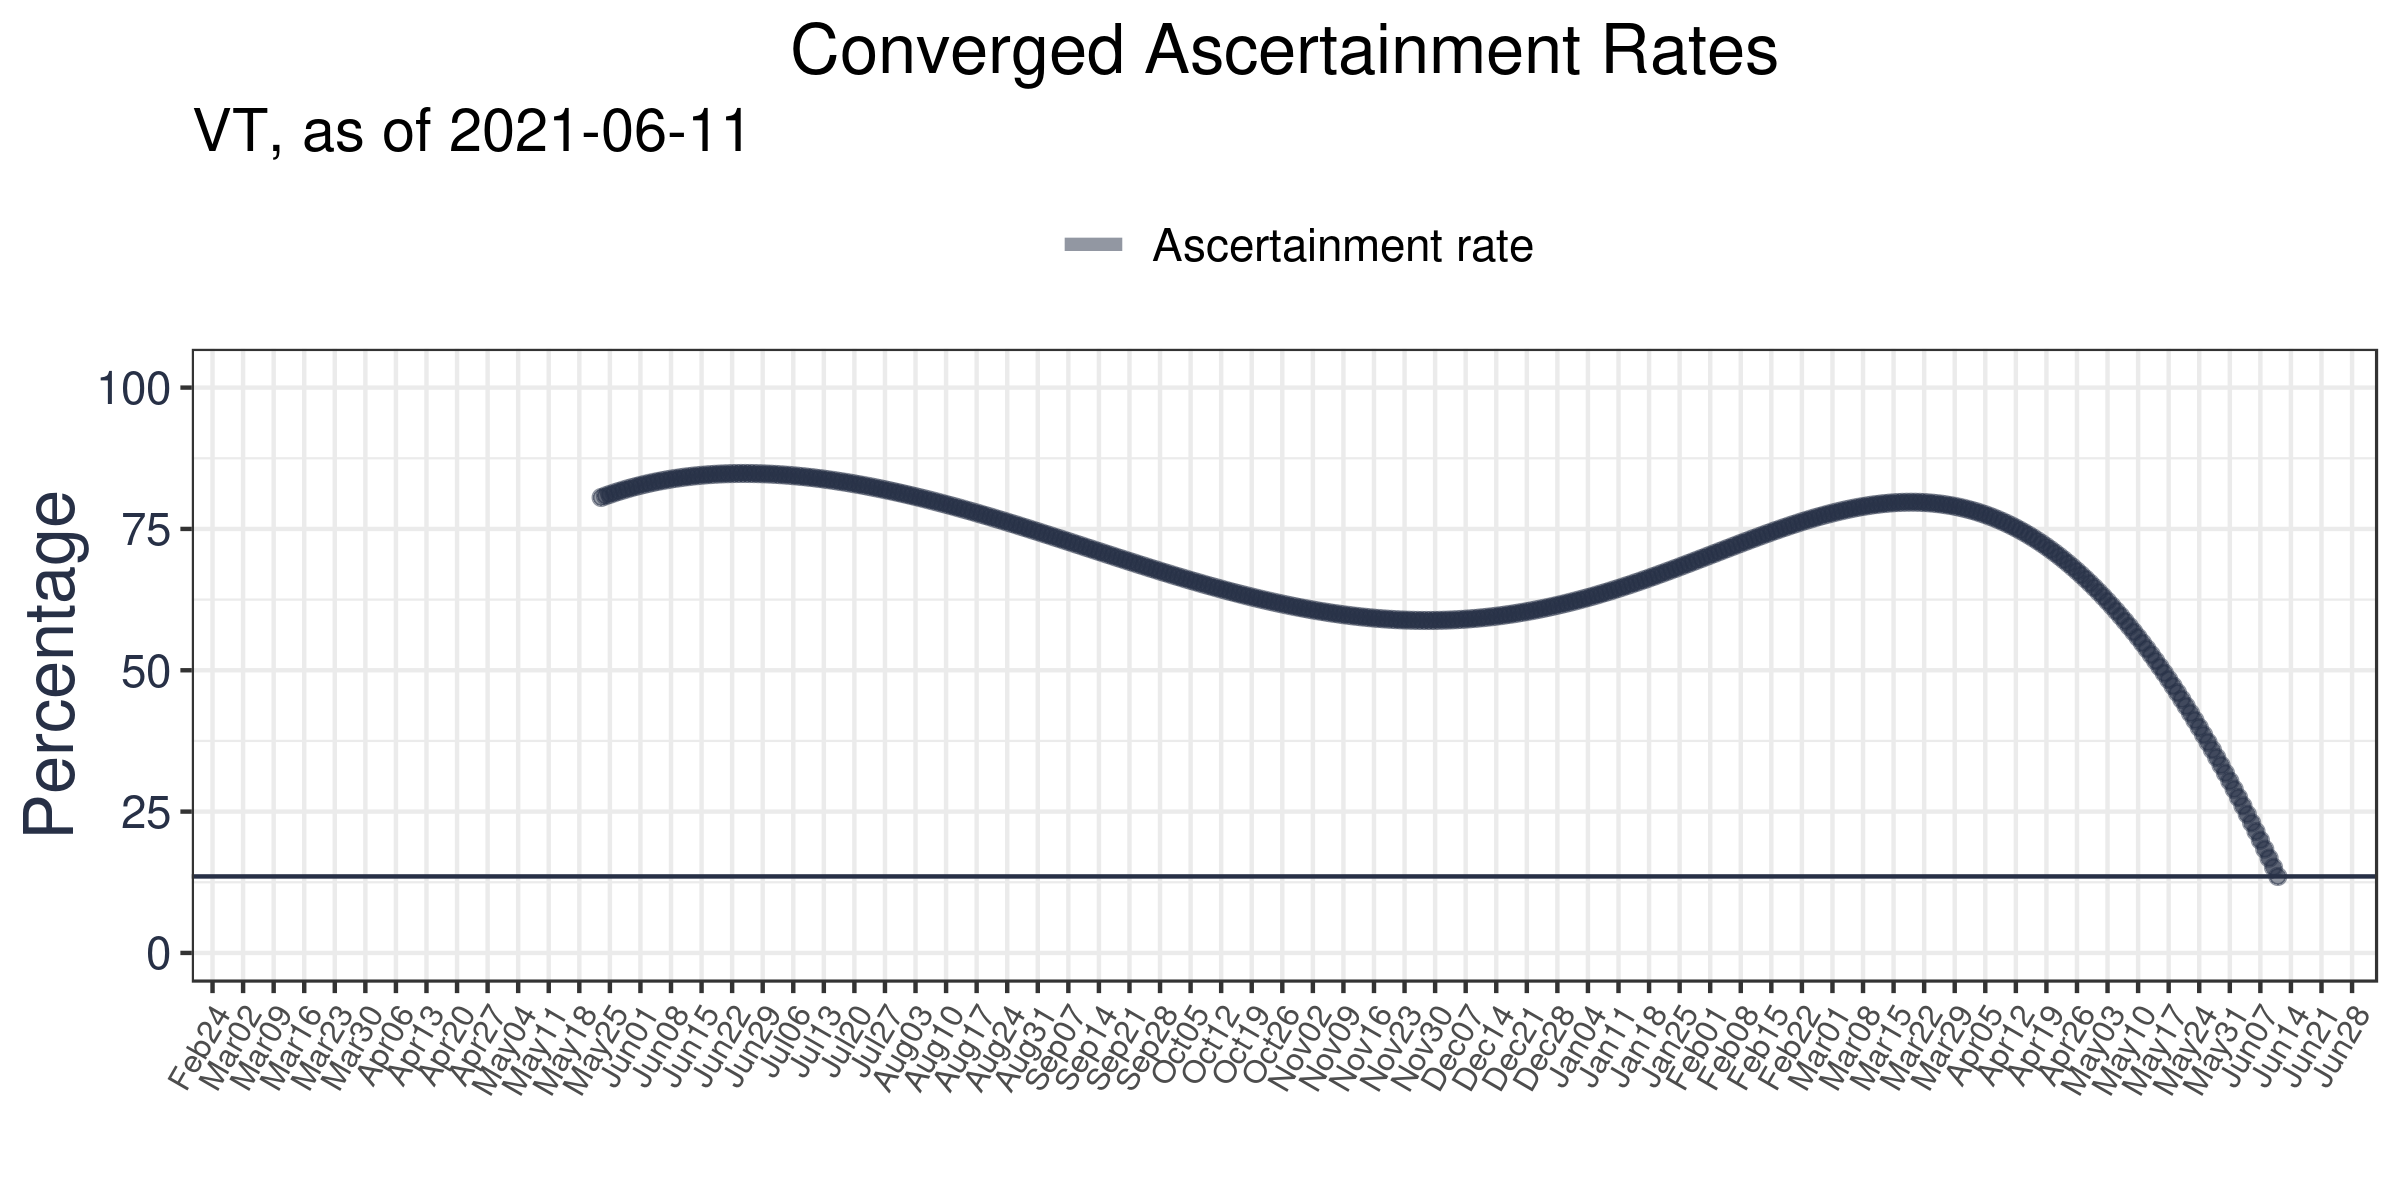 Converged Ascertainment Rates
VT, as of 2021-06-11
Ascertainment rate
Percentage
100
75
50
25
0
Feb24 Mar02 Mar09 Mar16 Mar23 Mar30 Apr06 Apr13 Apr20 Apr27 May04 May11 May18 May25 Jun01 Jun08 Jun15 Jun22 Jun29 Jul06 Jul13 Jul20 Jul27 Aug03 Aug10 Aug17 Aug24 Aug31 Sep07 Sep14 Sep21 Sep28 Oct05 Oct12 Oct19 Oct26 Nov02 Nov09 Nov16 Nov23 Nov30 Dec07 Dec14 Dec21 Dec28 Jan04 Jan11 Jan18 Jan25 Feb01 Feb08 Feb15 Feb22 Mar01 Mar08 Mar15 Mar22 Mar29 Apr05 Apr12 Apr19 Apr26 May03 May10 May17 May24 May31 Jun07 Jun14 Jun21 Jun28